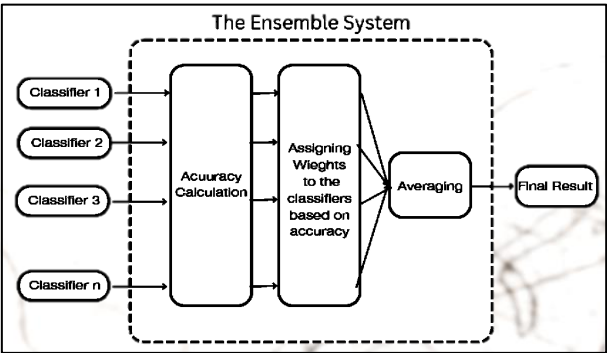 The Ensemble System
Classifier 1
Classifier 2
Classifier 3
Classifier n
Acuuracy
Calculation
Assigning
Wieghts
to the
classifiers
based on
accuracy
Averaging
Final Result